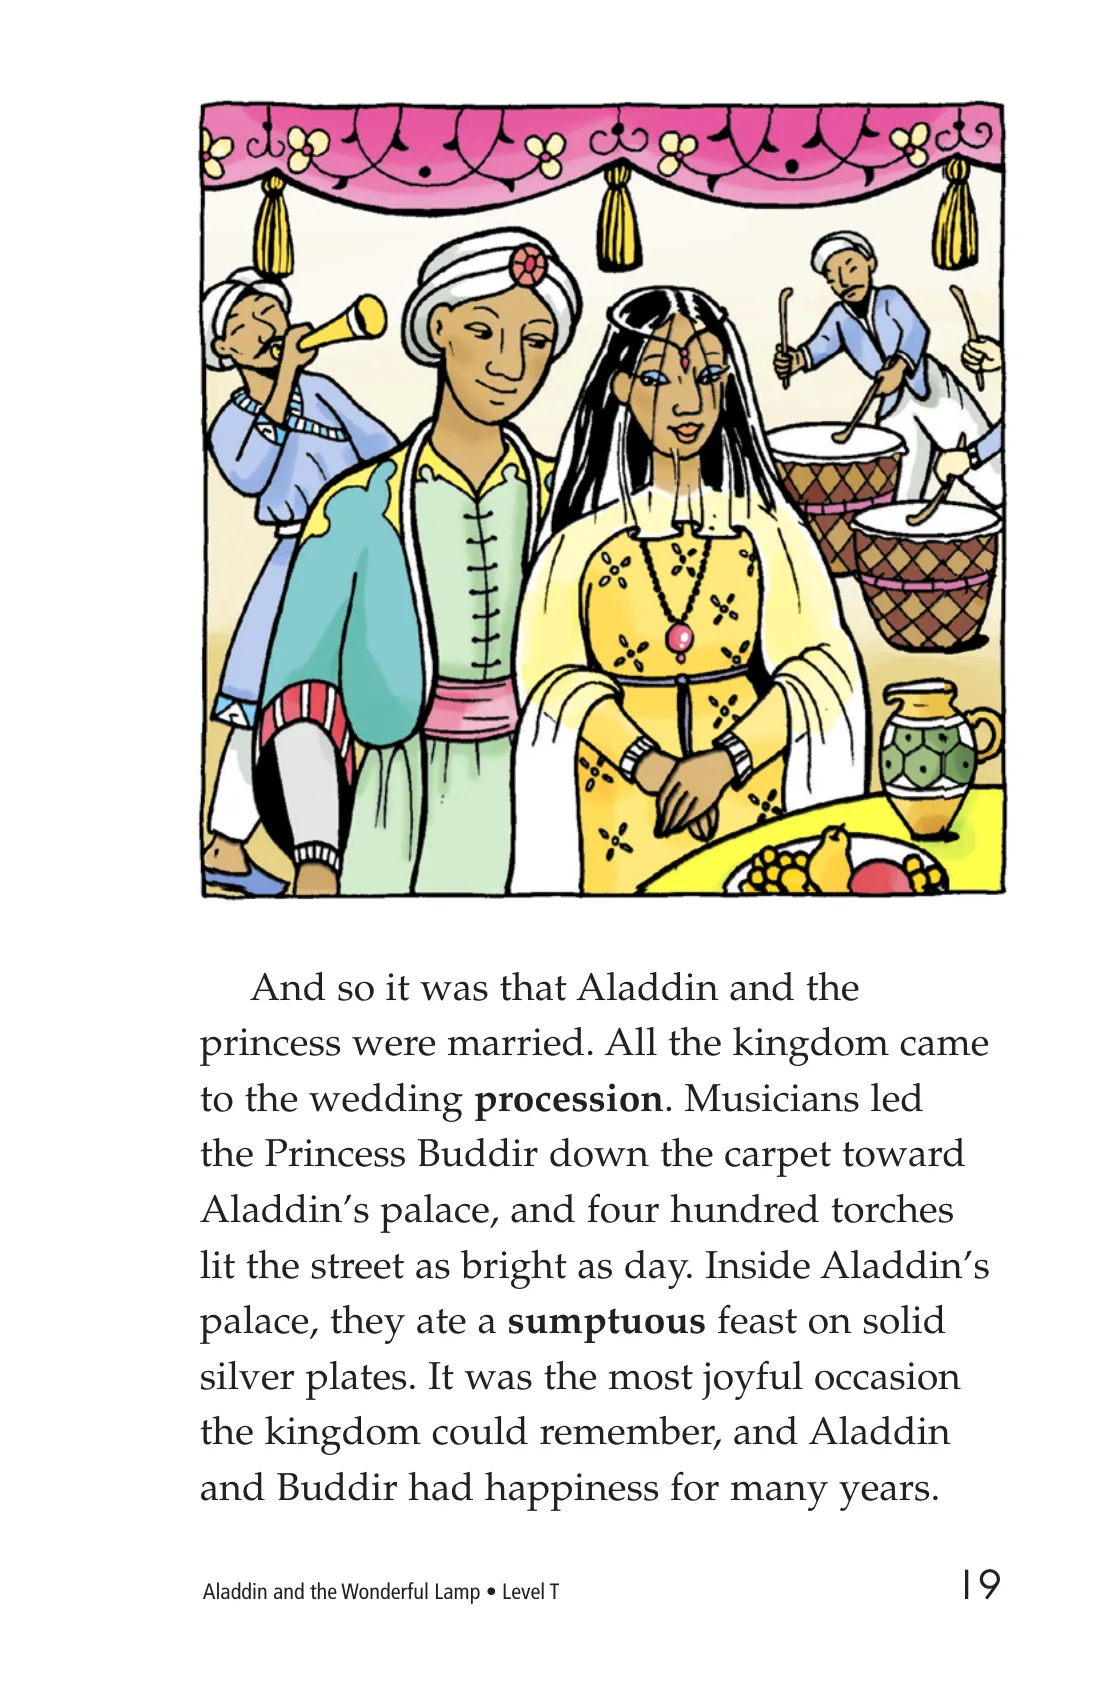 And so it was that Aladdin and the
princess were married. All the kingdom came
to the wedding procession. Musicians led
the Princess Buddir down the carpet toward
Aladdin’s palace, and four hundred torches
lit the street as bright as day. Inside Aladdin’s
palace, they ate a sumptuous feast on solid
silver plates. It was the most joyful occasion
the kingdom could remember, and Aladdin
and Buddir had happiness for many years.
Aladdin and the Wonderful Lamp • Level T
19